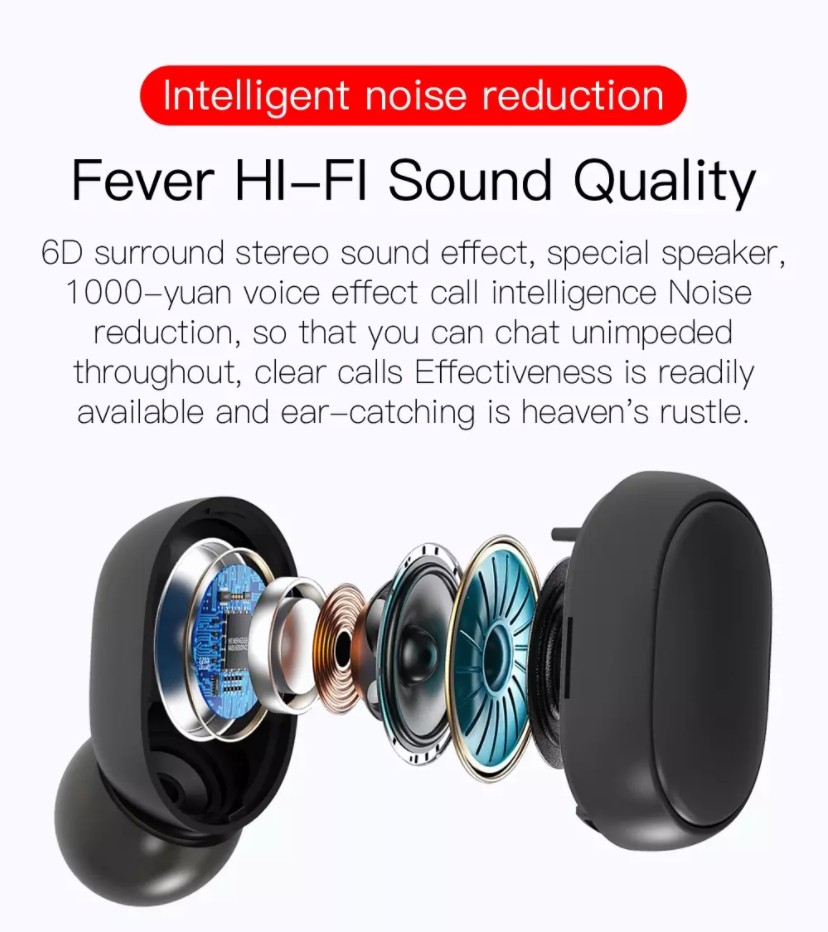 Intelligent noise reduction
Fever HI-FI Sound Quality
6D surround stereo sound effect, special speaker,
1000-yuan voice effect call intelligence Noise
reduction, so that you can chat unimpeded
throughout, clear calls Effectiveness is readily
available and ear-catching is heaven's rustle.